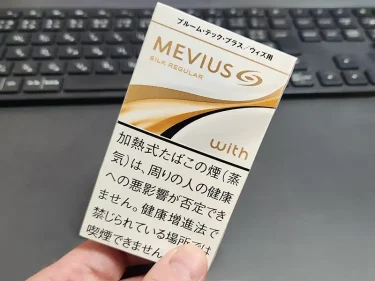 プルーム・テック・プラス/ウィズ用
MEVIUS
SILK REGULAR
with
加熱式たばこの煙(蒸
気)は、周りの人の健康
への悪影響が否定でき
ません。健康増進法で
禁じられている場所では
喫煙できません